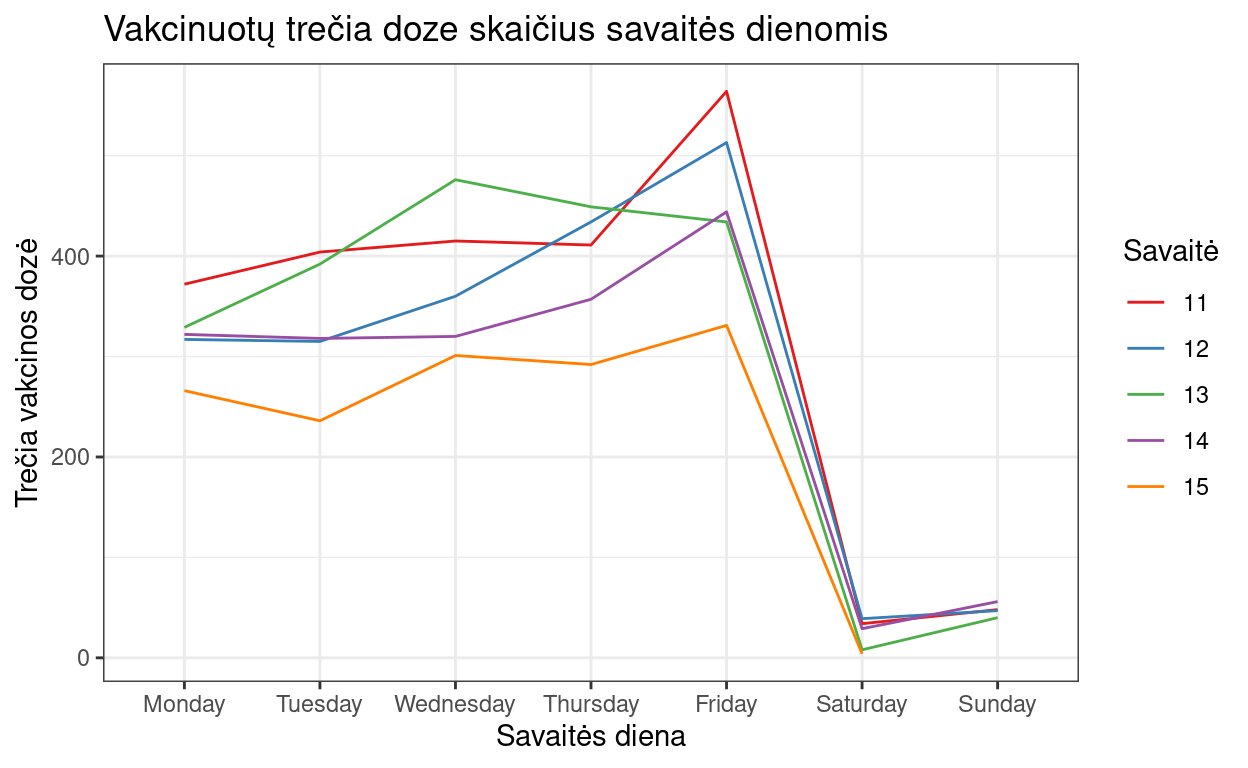 Vakcinuotų trečia doze skaičius savaitės dienomis
Trečia vakcinos dozė
400
200
0
Monday Tuesday Wednesday Thursday Friday Saturday Sunday
Savaitės diena
Savaitė
11
12
13
14
15